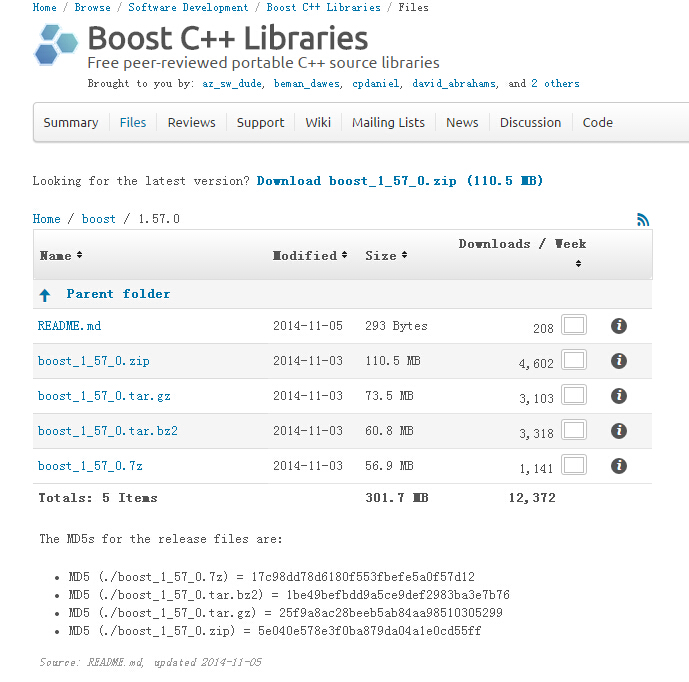 Home / Browse / Software Development / Boost C++ Libraries / Files
Boost C++ Libraries
Free peer-reviewed portable C++ source libraries
Brought to you by: az_sw_dude, beman_dawes, cpdaniel, david_abrahams, and 2 others
Summary Files Reviews Support Wiki Mailing Lists News Discussion Code
Looking for the latest version? Download boost_1_57_0.zip (110.5 MB)
Home / boost / 1.57.0
Name Modified Size Downloads / Week
Parent folder
README.md 2014-11-05 293 Bytes 208
boost_1_57_0.zip 2014-11-03 110.5 MB 4,602
boost_1_57_0.tar.gz 2014-11-03 73.5 MB 3,103
boost_1_57_0.tar.bz2 2014-11-03 60.8 MB 3,318
boost_1_57_0.7z 2014-11-03 56.9 MB 1,141
Totals: 5 Items 301.7 MB 12,372
The MD5s for the release files are:
• MD5 (./boost_1_57_0.7z) = 17c98dd78d6180f553fbefe5a0f57d12
• MD5 (./boost_1_57_0.tar.bz2) = 1be49befbdd9a5ce9def2983ba3e7b76
• MD5 (./boost_1_57_0.tar.gz) = 25f9a8ac28beeb5ab84aa98510305299
• MD5 (./boost_1_57_0.zip) = 5e040e578e3f0ba879da04a1e0cd55ff
Source: README.md, updated 2014-11-05